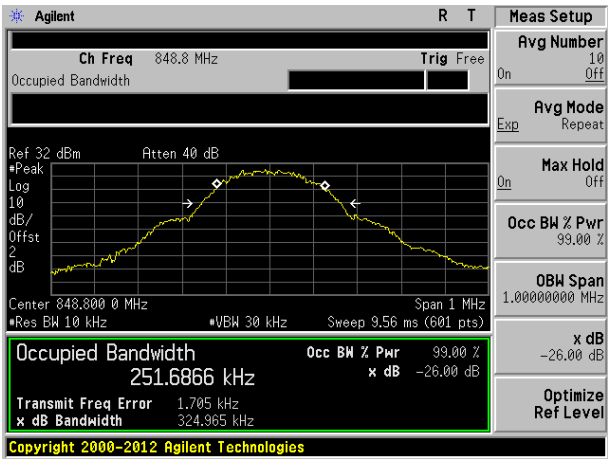 Agilent R T Meas Setup
Ch Freq 848.8 MHz Trig Free
Occupied Bandwidth
Avg Number
10
On Off
Avg Mode
Exp Repeat
Max Hold
On Off
Occ BW % Pwr
99.00 %
OBW Span
1.00000000 MHz
x dB
-26.00 dB
Optimize
Ref Level
Ref 32 dBm Atten 40 dB
#Peak
Log
10
dB/
Offst
2
dB
Center 848.800 0 MHz Span 1 MHz
#Res BW 10 kHz #VBW 30 kHz Sweep 9.56 ms (601 pts)
Occupied Bandwidth Occ BW % Pwr 99.00 %
251.6866 kHz x dB -26.00 dB
Transmit Freq Error 1.705 kHz
x dB Bandwidth 324.965 kHz
Copyright 2000-2012 Agilent Technologies